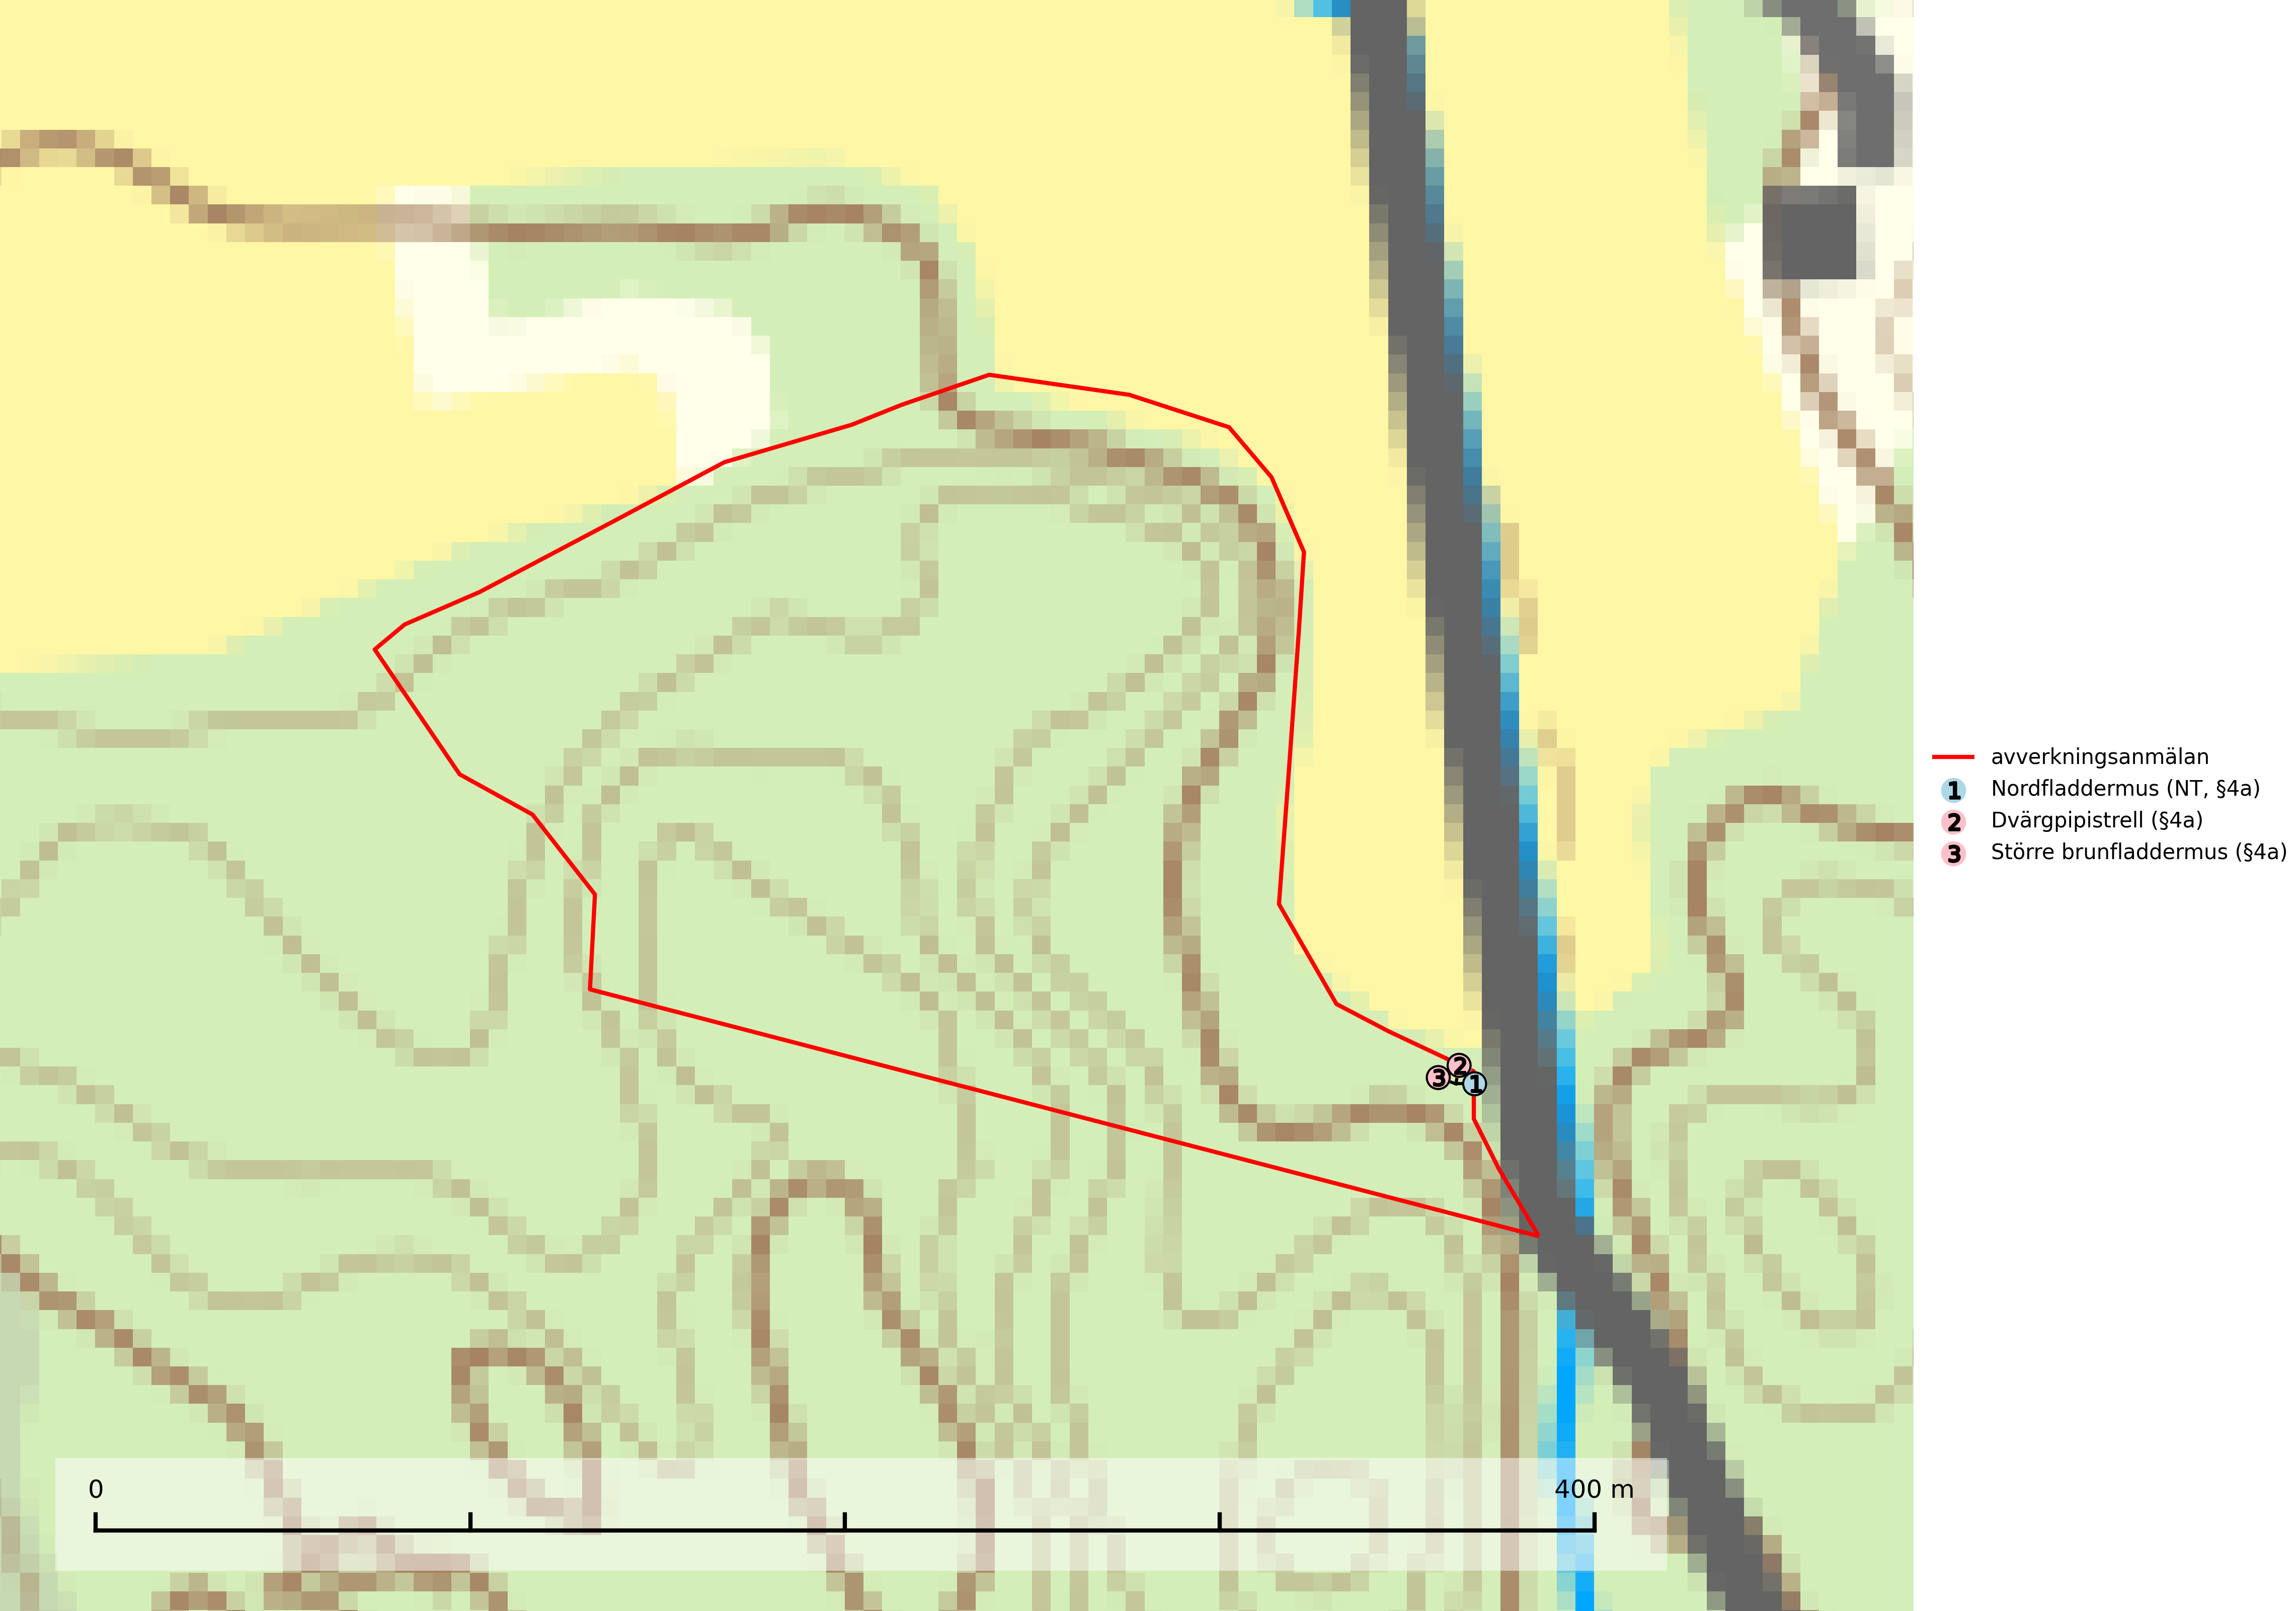 avverkningsanmälan
1 Nordfladdermus (NT, §4a)
2 Dvärgpipistrell (§4a)
3 Större brunfladdermus (§4a)
2
3 1
0 400 m